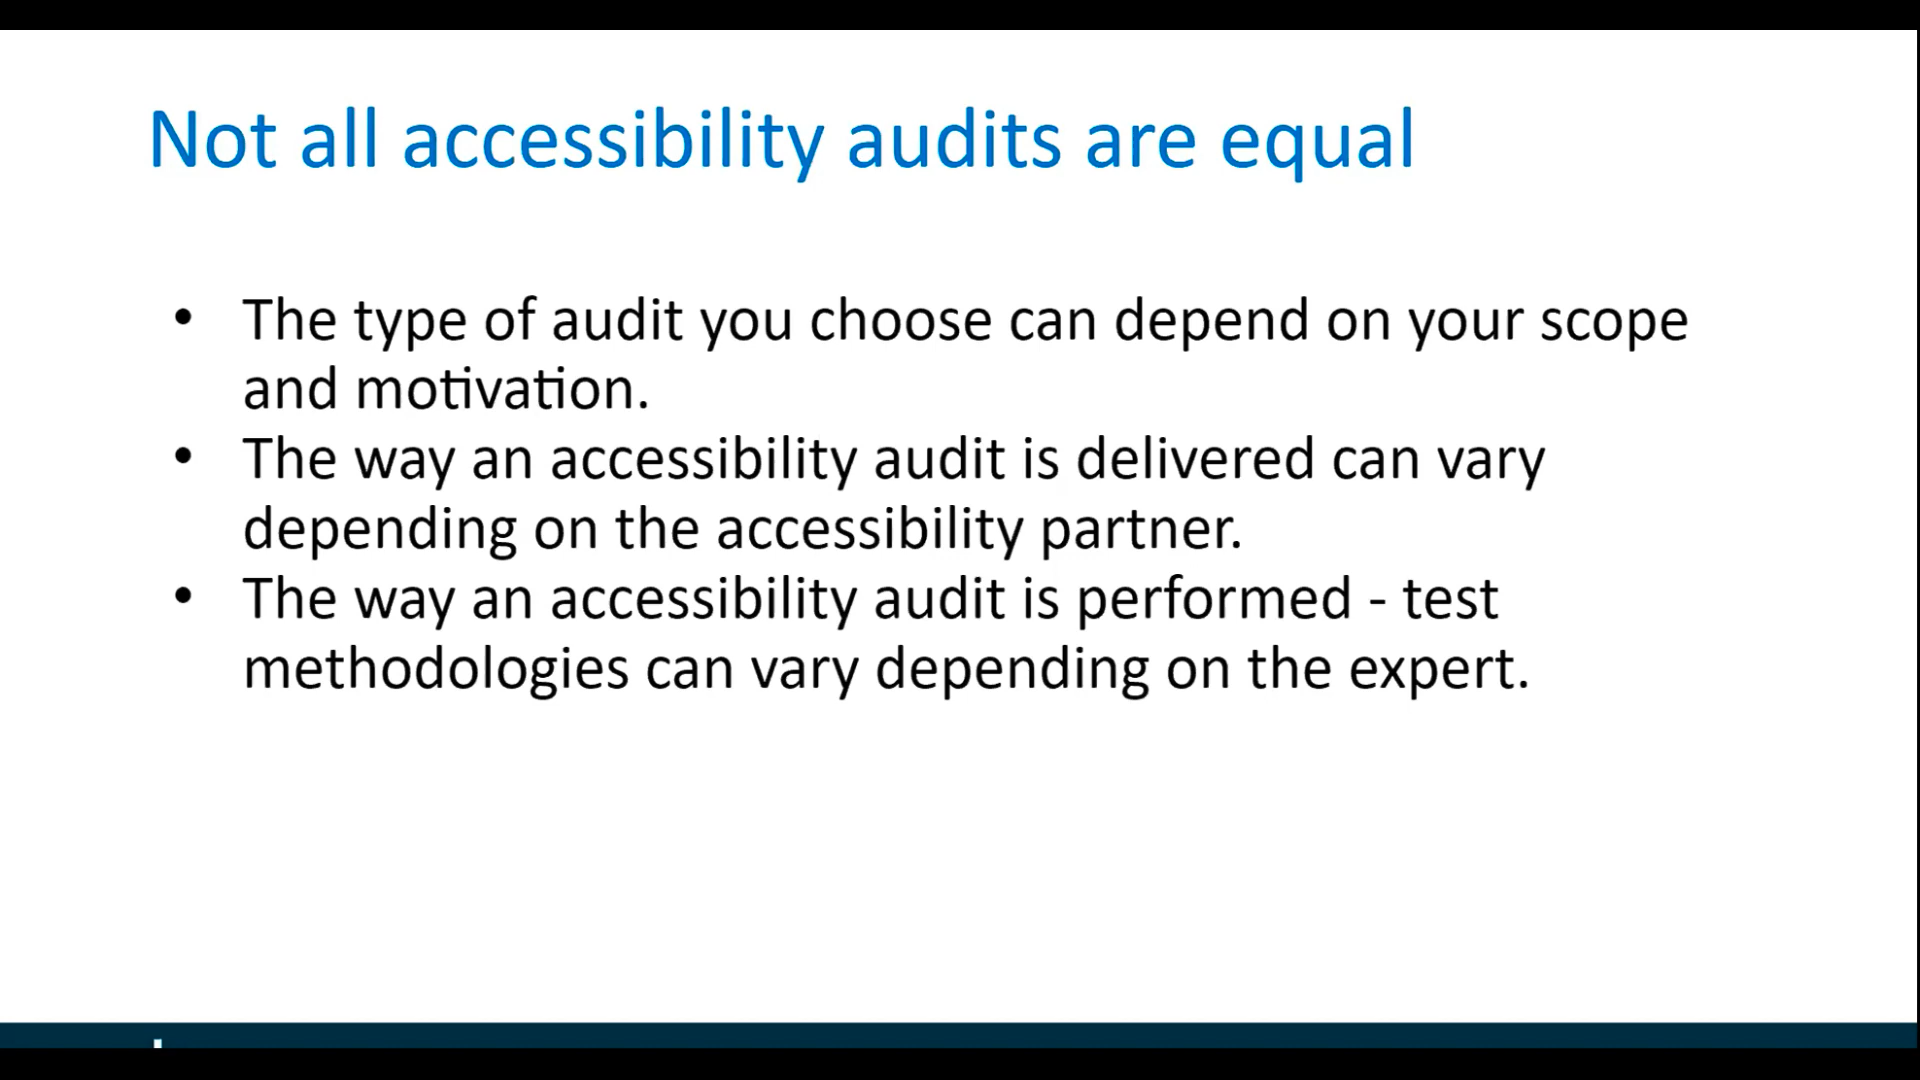 Not all accessibility audits are equal
• The type of audit you choose can depend on your scope
and motivation.
• The way an accessibility audit is delivered can vary
depending on the accessibility partner.
• The way an accessibility audit is performed - test
methodologies can vary depending on the expert.